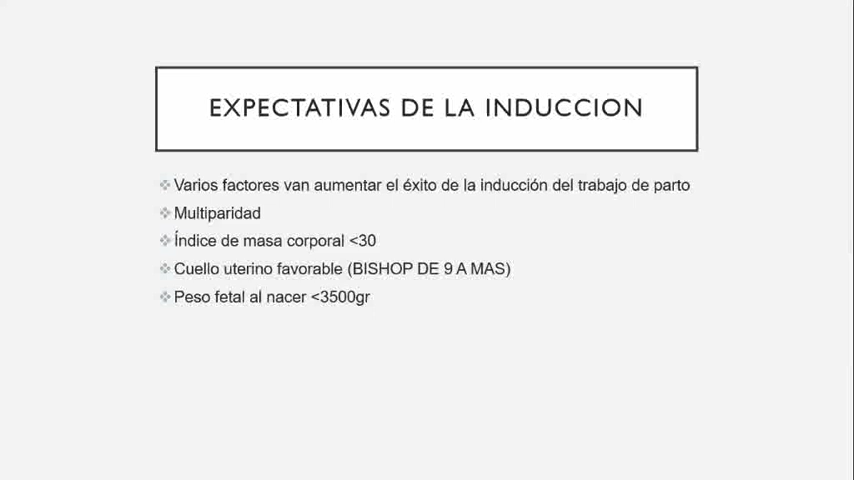 EXPECTATIVAS DE LA INDUCCION
Varios factores van aumentar el éxito de la inducción del trabajo de parto
Multiparidad
Índice de masa corporal <30
Cuello uterino favorable (BISHOP DE 9 A MAS)
Peso fetal al nacer <3500gr